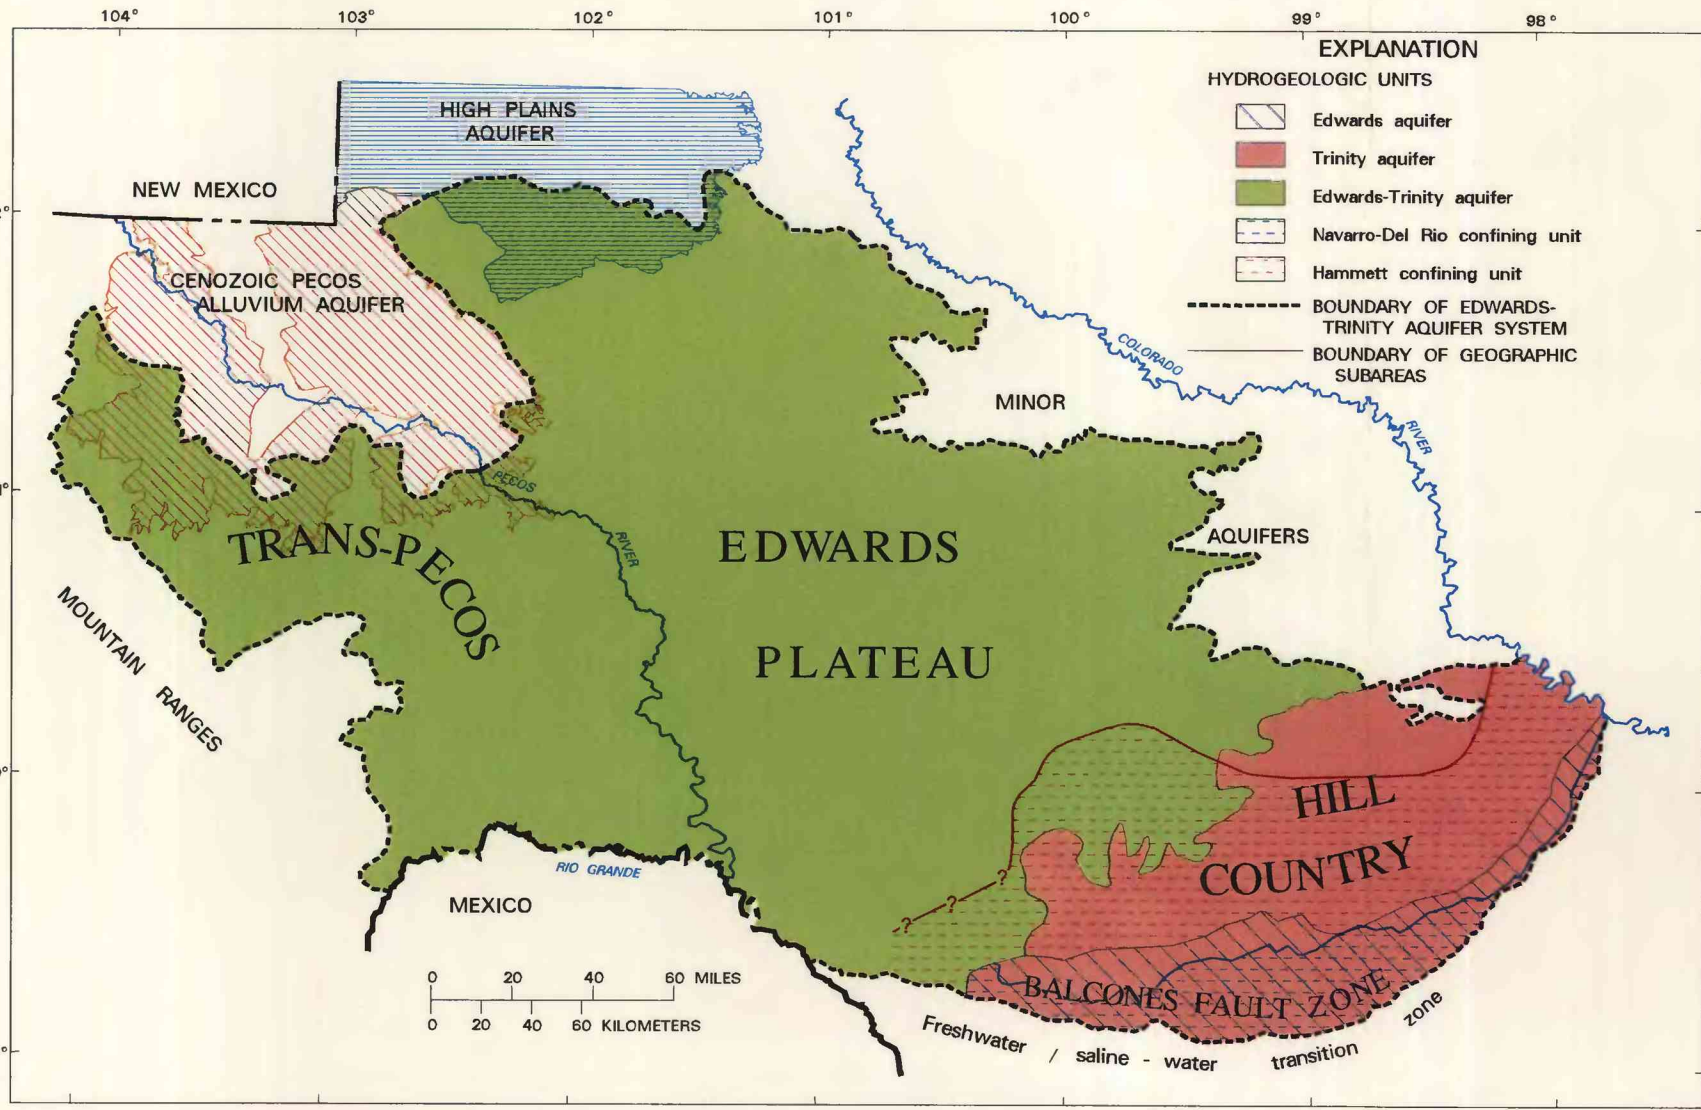 104° 103° 102° 101° 100° 99° 98°
EXPLANATION
HYDROGEOLOGIC UNITS
Edwards aquifer
Trinity aquifer
Edwards-Trinity aquifer
Navarro-Del Rio confining unit
Hammett confining unit
BOUNDARY OF EDWARDS-
TRINITY AQUIFER SYSTEM
BOUNDARY OF GEOGRAPHIC
SUBAREAS
HIGH PLAINS
AQUIFER
NEW MEXICO
CENOZOIC PECOS
ALLUVIUM AQUIFER
COLORADO
RIVER
MINOR
AQUIFERS
PECOS
RIVER
TRANS-PECOS
EDWARDS
PLATEAU
MOUNTAIN RANGES
HILL
COUNTRY
? ? ?
RIO GRANDE
MEXICO
0 20 40 60 MILES
0 20 40 60 KILOMETERS
BALCONES FAULT ZONE
Freshwater / saline - water transition zone